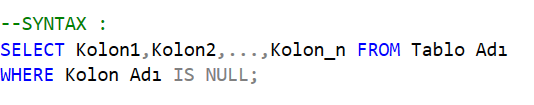 --SYNTAX :
SELECT Kolon1,Kolon2,...,Kolon_n FROM Tablo Adı
WHERE Kolon Adı IS NULL;